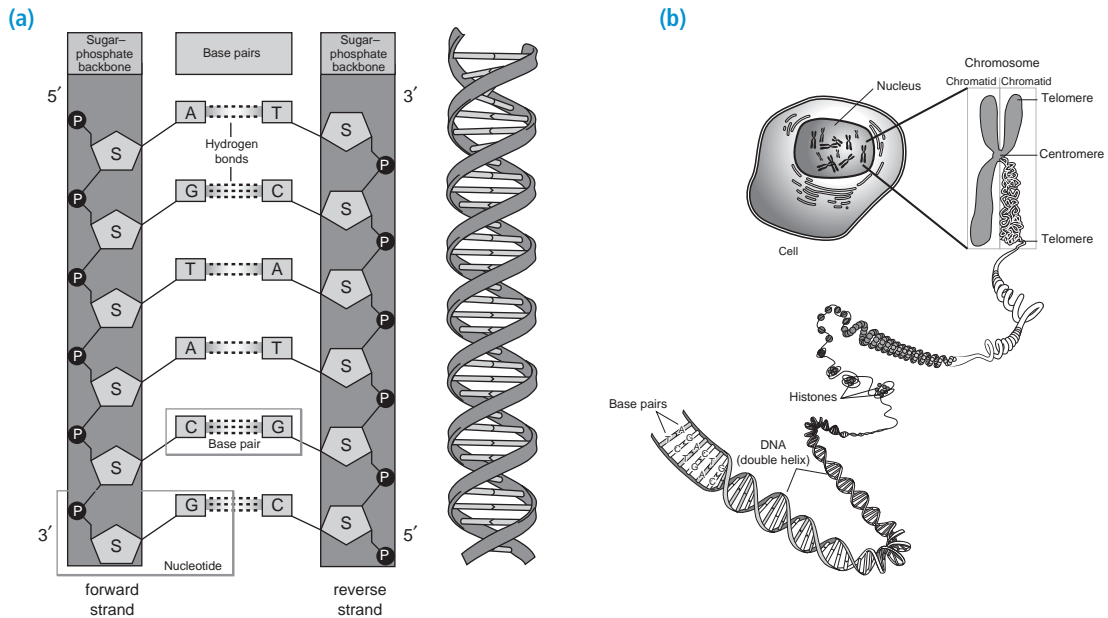 (a)
Sugar–
phosphate
backbone
Base pairs
Sugar–
phosphate
backbone
5′
3′
P
S
A
T
S
P
Hydrogen
bonds
P
S
G
C
S
P
P
S
T
A
S
P
P
S
A
T
S
P
P
S
C
G
S
P
Base pair
P
S
G
C
S
P
3′
5′
Nucleotide
forward
strand
reverse
strand
(b)
Chromosome
Chromatid
Chromatid
Nucleus
Telomere
Centromere
Telomere
Cell
Histones
Base pairs
DNA
(double helix)